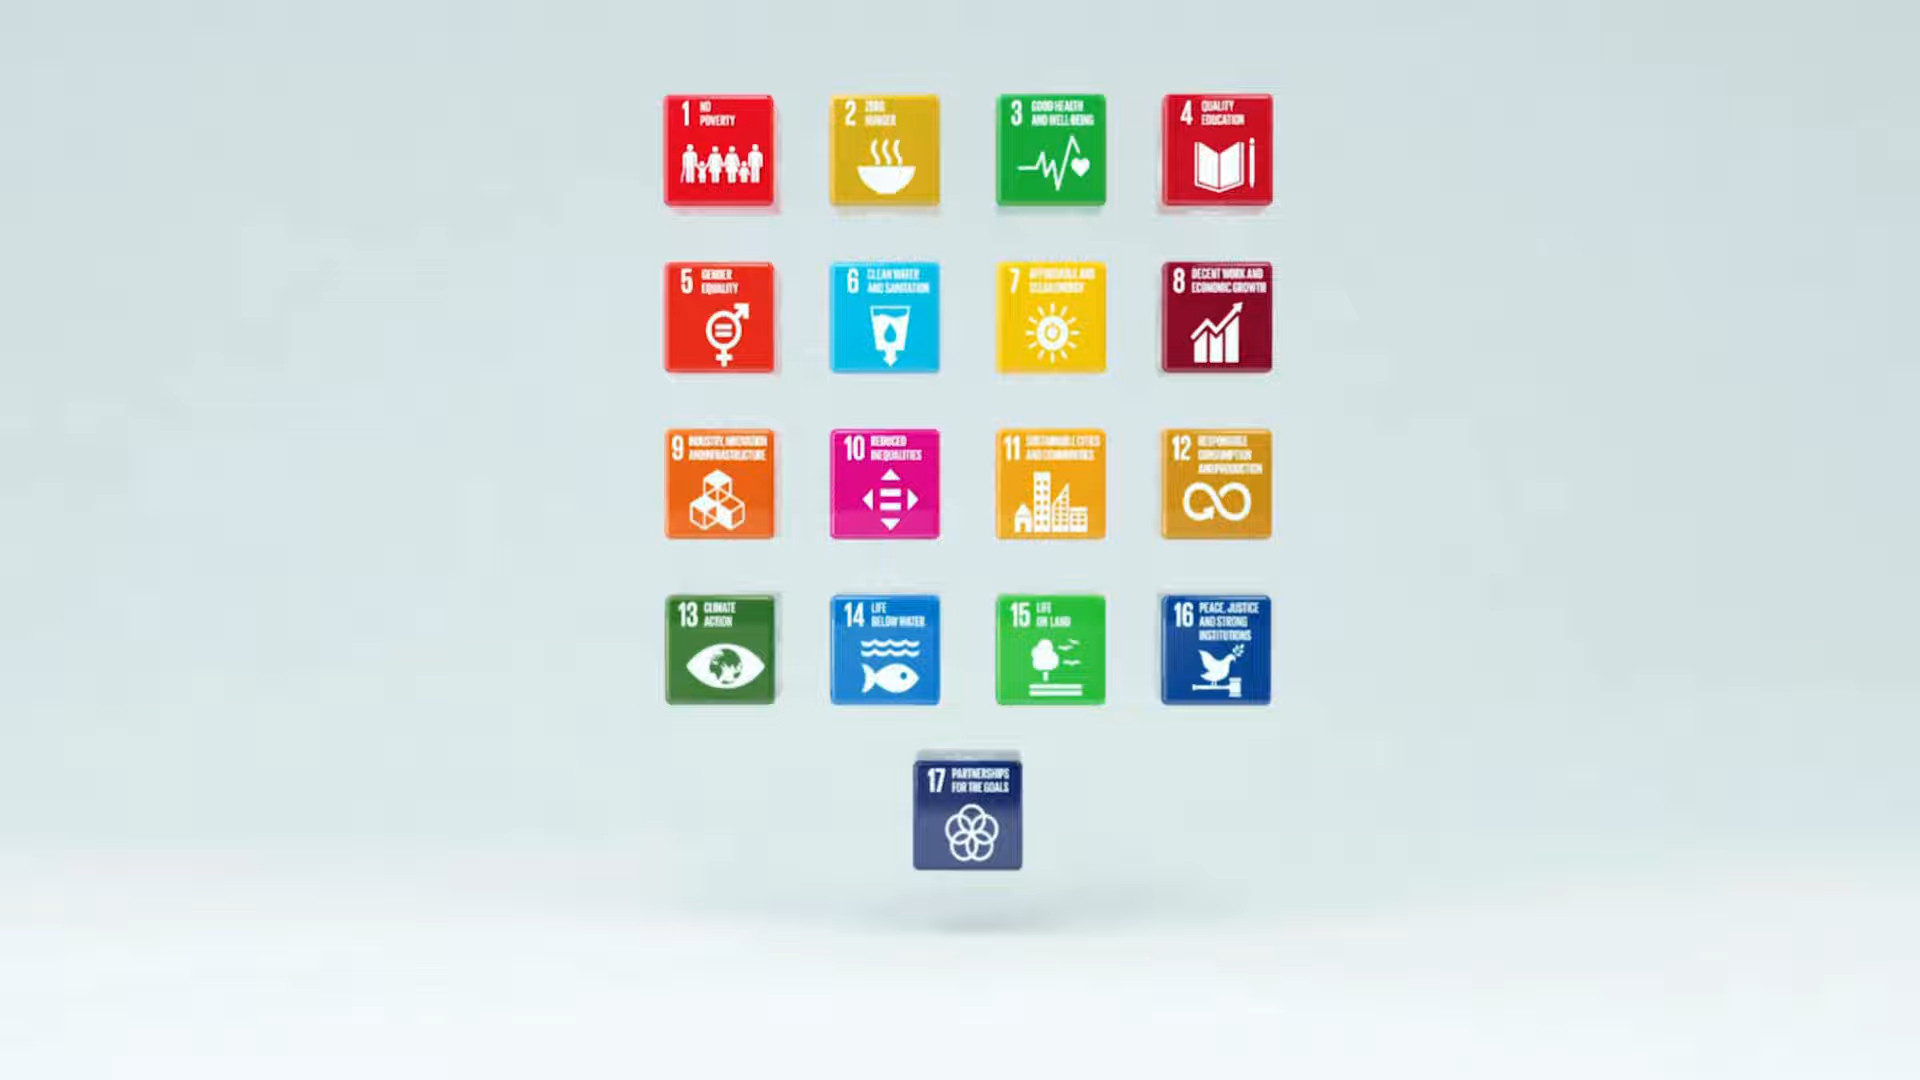 1 NO
POVERTY
2 ZERO
HUNGER
3 GOOD HEALTH
AND WELL-BEING
4 QUALITY
EDUCATION
5 GENDER
EQUALITY
6 CLEAN WATER
AND SANITATION
7 AFFORDABLE AND
CLEAN ENERGY
8 DECENT WORK AND
ECONOMIC GROWTH
9 INDUSTRY, INNOVATION
AND INFRASTRUCTURE
10 REDUCED
INEQUALITIES
11 SUSTAINABLE CITIES
AND COMMUNITIES
12 RESPONSIBLE
CONSUMPTION
AND PRODUCTION
13 CLIMATE
ACTION
14 LIFE
BELOW WATER
15 LIFE
ON LAND
16 PEACE, JUSTICE
AND STRONG
INSTITUTIONS
17 PARTNERSHIPS
FOR THE GOALS